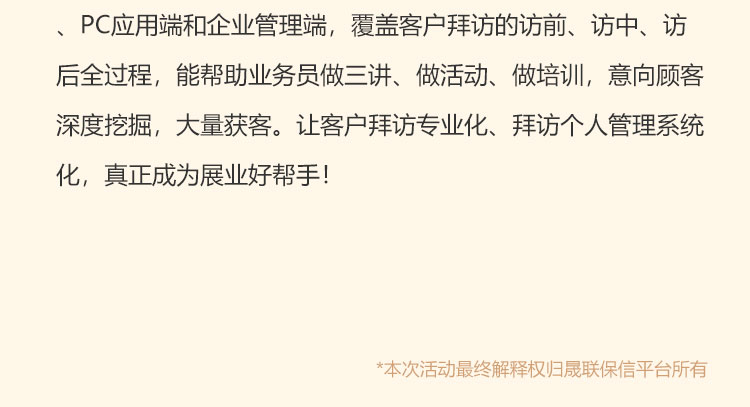 、PC应用端和企业管理端，覆盖客户拜访的访前、访中、访
后全过程，能帮助业务员做三讲、做活动、做培训，意向顾客
深度挖掘，大量获客。让客户拜访专业化、拜访个人管理系统
化，真正成为展业好帮手！
*本次活动最终解释权归晟联保信平台所有